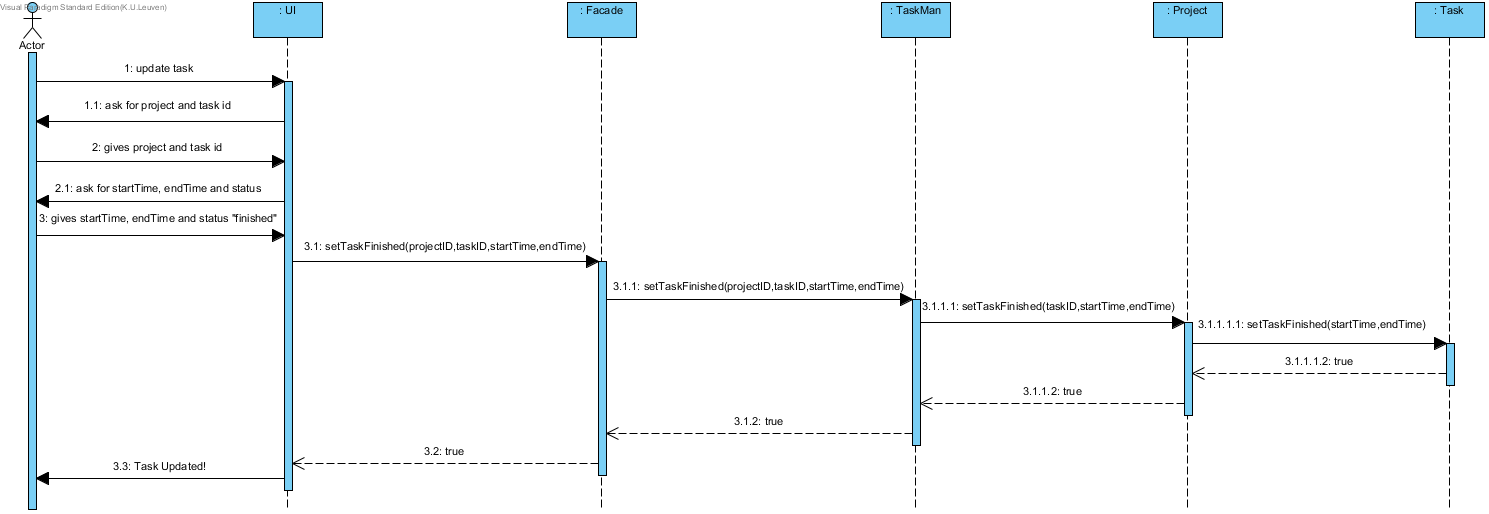 Visual Paradigm Standard Edition(K.U.Leuven)
: UI
: Facade
: TaskMan
: Project
: Task
Actor
1: update task
1.1: ask for project and task id
2: gives project and task id
2.1: ask for startTime, endTime and status
3: gives startTime, endTime and status "finished"
3.1: setTaskFinished(projectID,taskID,startTime,endTime)
3.1.1: setTaskFinished(projectID,taskID,startTime,endTime)
3.1.1.1: setTaskFinished(taskID,startTime,endTime)
3.1.1.1.1: setTaskFinished(startTime,endTime)
3.1.1.1.2: true
3.1.1.2: true
3.1.2: true
3.2: true
3.3: Task Updated!